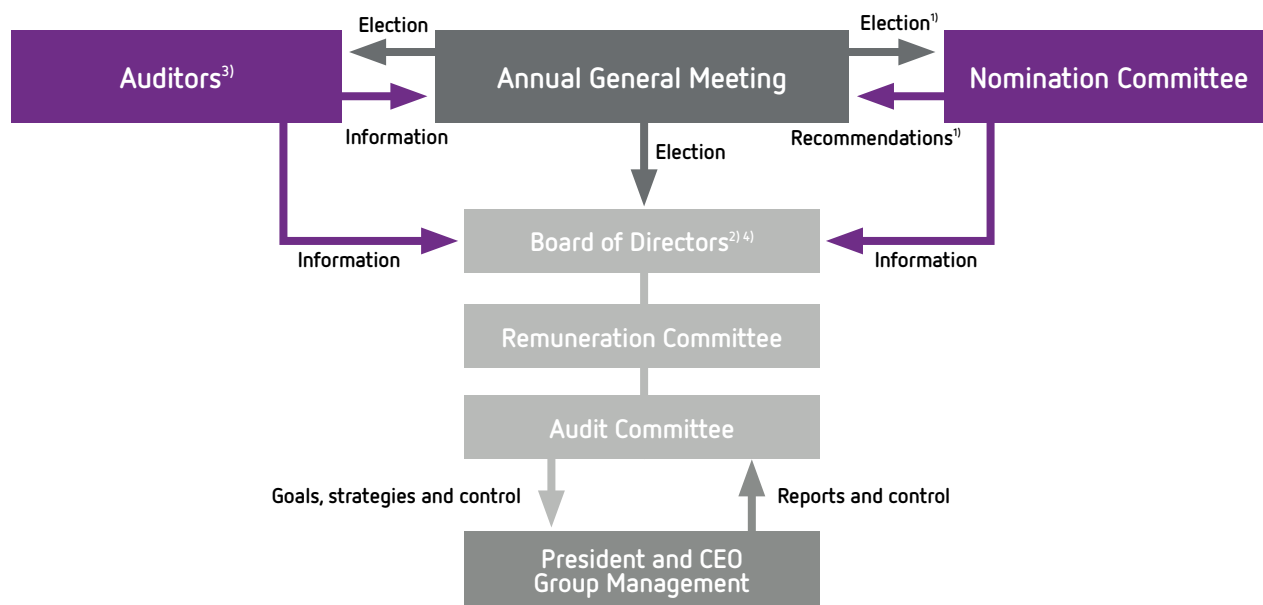 Election
Election¹⁾
Auditors³⁾
Annual General Meeting
Nomination Committee
Information
Recommendations¹⁾
Election
Board of Directors²⁾ ⁴⁾
Information
Information
Remuneration Committee
Audit Committee
Goals, strategies and control
Reports and control
President and CEO
Group Management